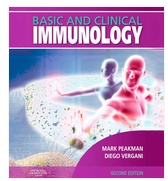 BASIC AND CLINICAL
IMMUNOLOGY
MARK PEAKMAN
DIEGO VERGANI
SECOND EDITION